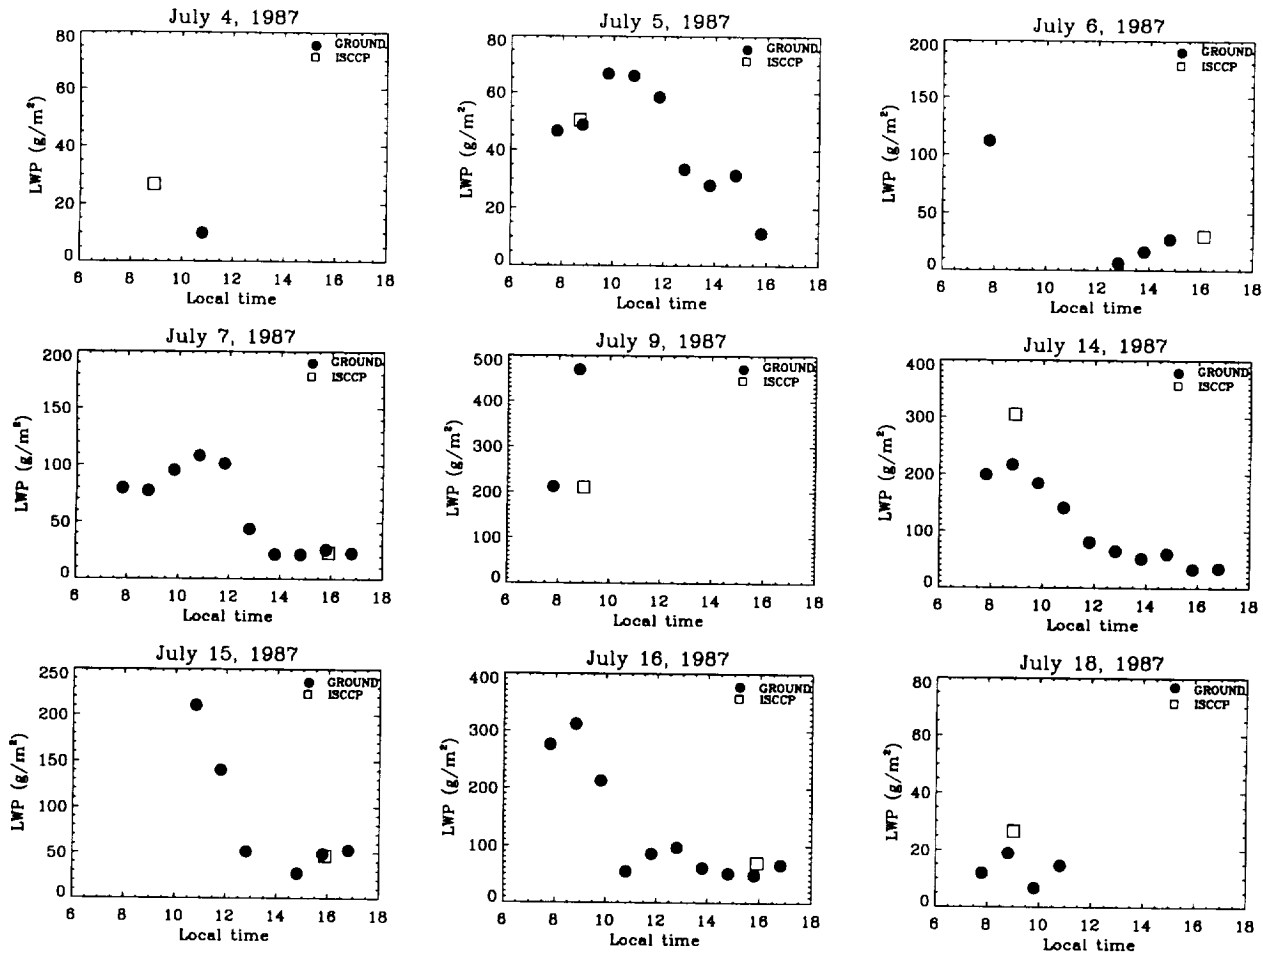 July 4, 1987
80
60
40
20
0
LWP (g/m²)
GROUND
ISCCP
6 8 10 12 14 16 18
Local time
July 5, 1987
80
60
40
20
0
LWP (g/m²)
GROUND
ISCCP
6 8 10 12 14 16 18
Local time
July 6, 1987
200
150
100
50
0
LWP (g/m²)
GROUND
ISCCP
6 8 10 12 14 16 18
Local time
July 7, 1987
200
150
100
50
0
LWP (g/m²)
GROUND
ISCCP
6 8 10 12 14 16 18
Local time
July 9, 1987
500
400
300
200
100
0
LWP (g/m²)
GROUND
ISCCP
6 8 10 12 14 16 18
Local time
July 14, 1987
400
300
200
100
0
LWP (g/m²)
GROUND
ISCCP
6 8 10 12 14 16 18
Local time
July 15, 1987
250
200
150
100
50
0
LWP (g/m²)
GROUND
ISCCP
6 8 10 12 14 16 18
Local time
July 16, 1987
400
300
200
100
0
LWP (g/m²)
GROUND
ISCCP
6 8 10 12 14 16 18
Local time
July 18, 1987
80
60
40
20
0
LWP (g/m²)
GROUND
ISCCP
6 8 10 12 14 16 18
Local time